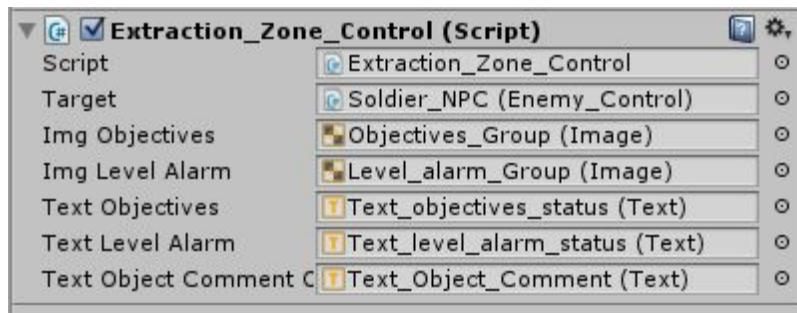 Extraction_Zone_Control (Script)
Script Extraction_Zone_Control
Target Soldier_NPC (Enemy_Control)
Img Objectives Objectives_Group (Image)
Img Level Alarm Level_alarm_Group (Image)
Text Objectives Text_objectives_status (Text)
Text Level Alarm Text_level_alarm_status (Text)
Text Object Comment C Text_Object_Comment (Text)